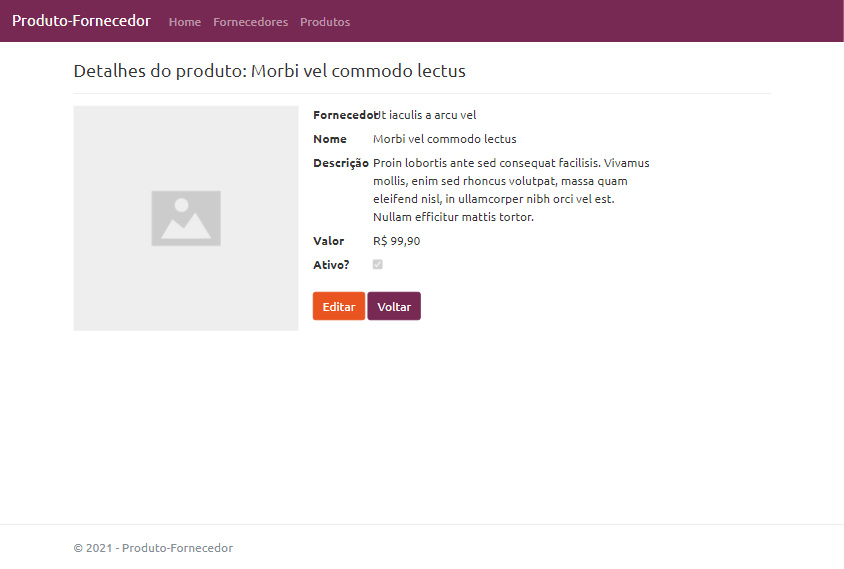 Produto-Fornecedor Home Fornecedores Produtos
Detalhes do produto: Morbi vel commodo lectus
Fornecedor Ut iaculis a arcu vel
Nome Morbi vel commodo lectus
Descrição Proin lobortis ante sed consequat facilisis. Vivamus
mollis, enim sed rhoncus volutpat, massa quam
eleifend nisl, in ullamcorper nibh orci vel est.
Nullam efficitur mattis tortor.
Valor R$ 99,90
Ativo?
Editar Voltar
© 2021 - Produto-Fornecedor